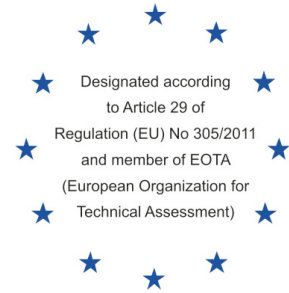 Designated according
to Article 29 of
Regulation (EU) No 305/2011
and member of EOTA
(European Organization for
Technical Assessment)